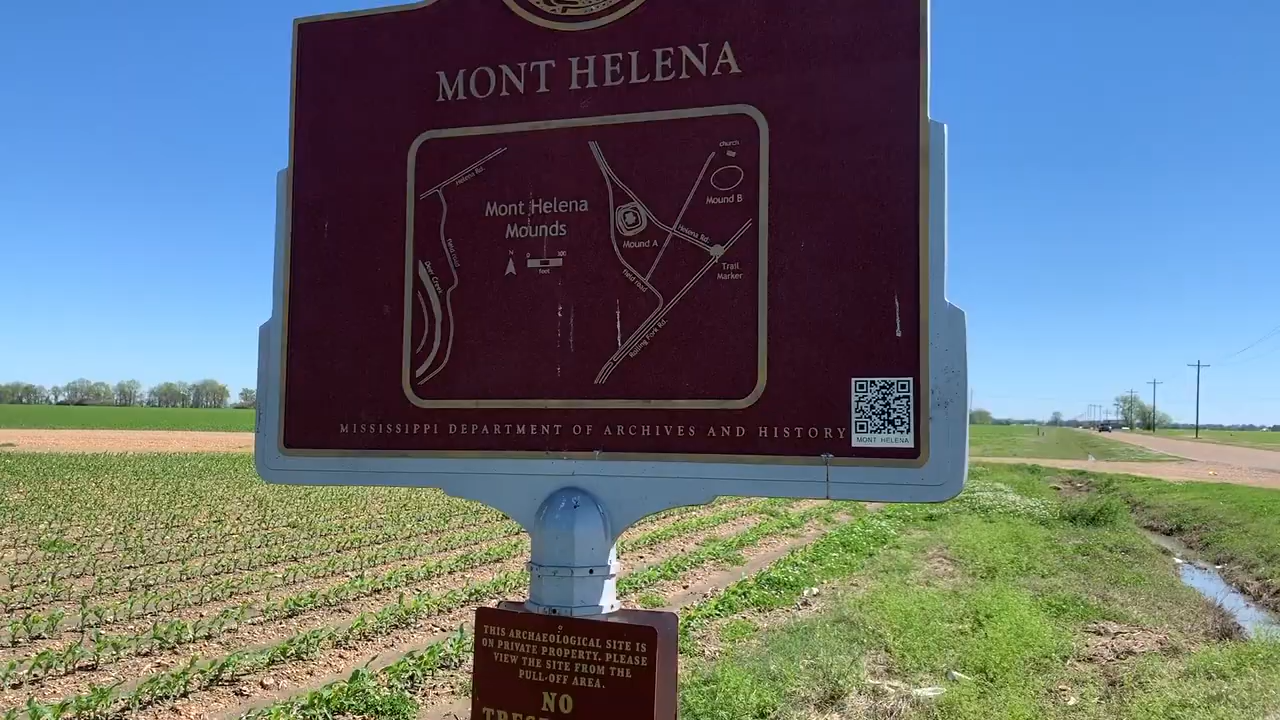 MONT HELENA
Helena Rd.
church
Mound B
Mont Helena
Mounds
Mound A
Helena Rd.
field road
Deer Creek
N
0 300
feet
Trail
Marker
field road
Rolling Fork Rd.
MISSISSIPPI DEPARTMENT OF ARCHIVES AND HISTORY
MONT HELENA
THIS ARCHAEOLOGICAL SITE IS
ON PRIVATE PROPERTY. PLEASE
VIEW THE SITE FROM THE
PULL-OFF AREA.
NO